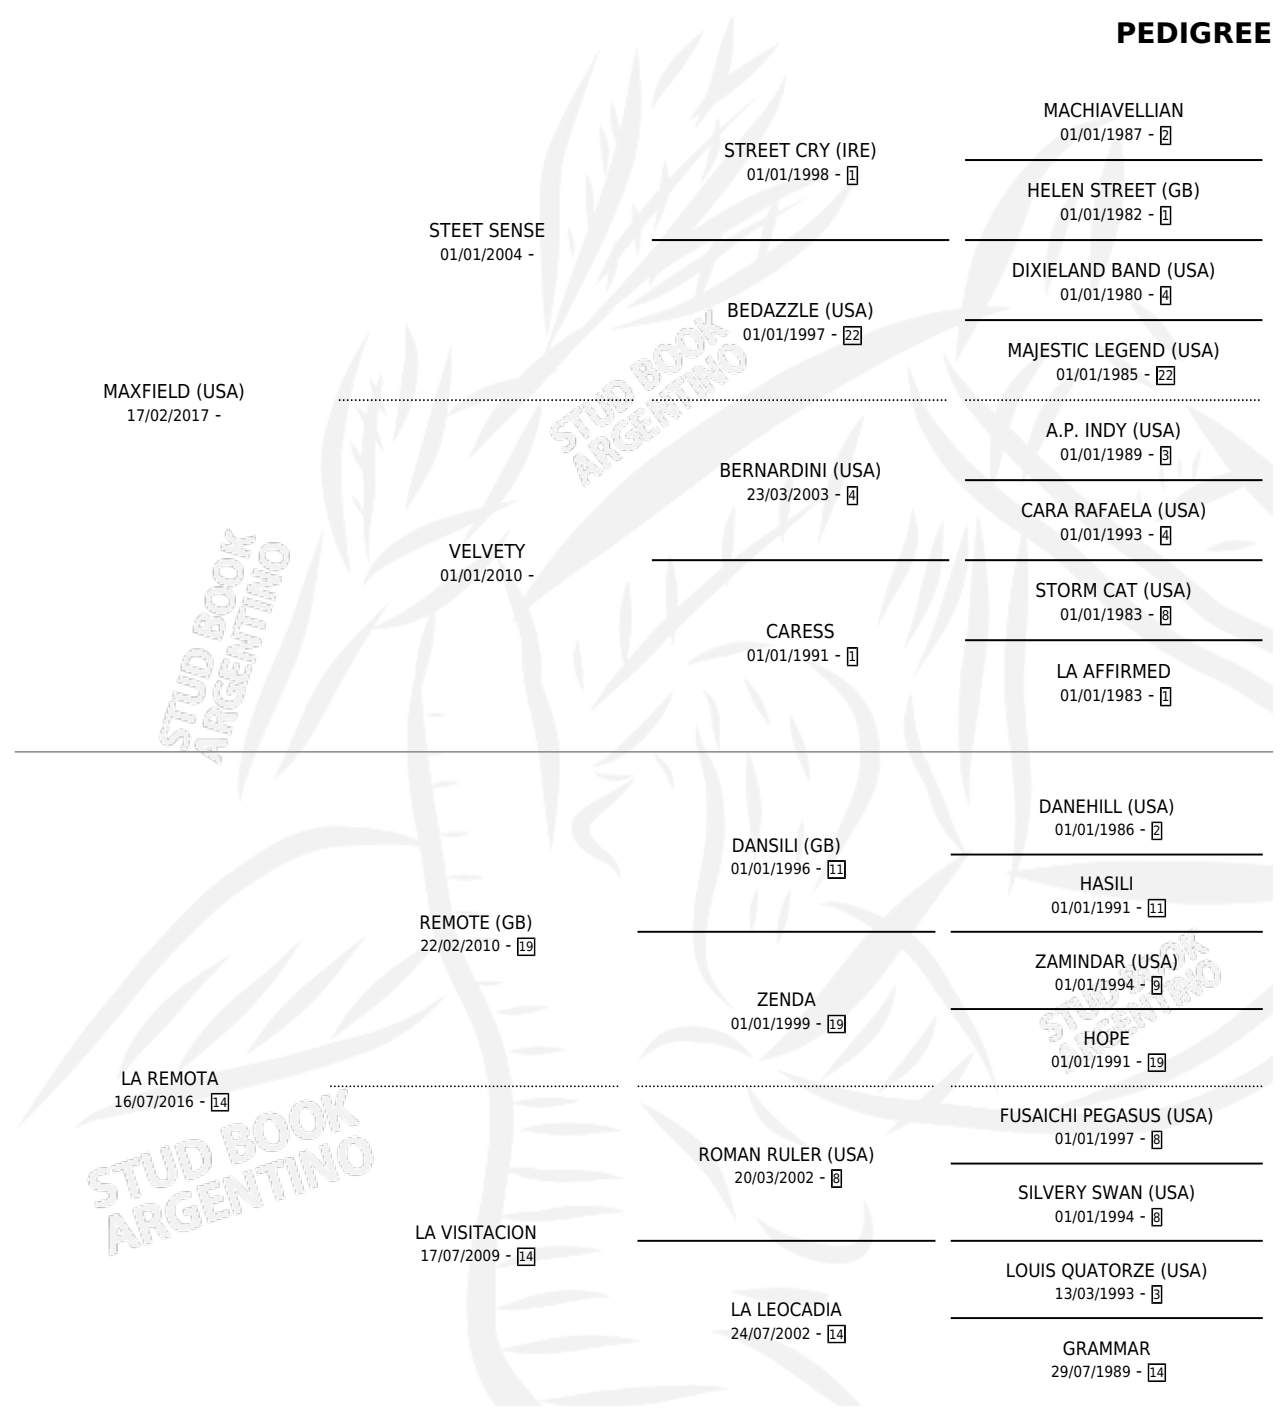 PEDIGREE
MACHIAVELLIAN
01/01/1987 - 2
STREET CRY (IRE)
01/01/1998 - 1
HELEN STREET (GB)
01/01/1982 - 1
STEET SENSE
01/01/2004 -
DIXIELAND BAND (USA)
01/01/1980 - 4
BEDAZZLE (USA)
01/01/1997 - 22
MAJESTIC LEGEND (USA)
01/01/1985 - 22
MAXFIELD (USA)
17/02/2017 -
A.P. INDY (USA)
01/01/1989 - 3
BERNARDINI (USA)
23/03/2003 - 4
CARA RAFAELA (USA)
01/01/1993 - 4
VELVETY
01/01/2010 -
STORM CAT (USA)
01/01/1983 - 8
CARESS
01/01/1991 - 1
LA AFFIRMED
01/01/1983 - 1
DANEHILL (USA)
01/01/1986 - 2
DANSILI (GB)
01/01/1996 - 11
HASILI
01/01/1991 - 11
REMOTE (GB)
22/02/2010 - 19
ZAMINDAR (USA)
01/01/1994 - 9
ZENDA
01/01/1999 - 19
HOPE
01/01/1991 - 19
LA REMOTA
16/07/2016 - 14
FUSAICHI PEGASUS (USA)
01/01/1997 - 8
ROMAN RULER (USA)
20/03/2002 - 8
SILVERY SWAN (USA)
01/01/1994 - 8
LA VISITACION
17/07/2009 - 14
LOUIS QUATORZE (USA)
13/03/1993 - 3
LA LEOCADIA
24/07/2002 - 14
GRAMMAR
29/07/1989 - 14
STUD BOOK
ARGENTINO
STUD BOOK
ARGENTINO
STUD BOOK
ARGENTINO
STUD BOOK
ARGENTINO